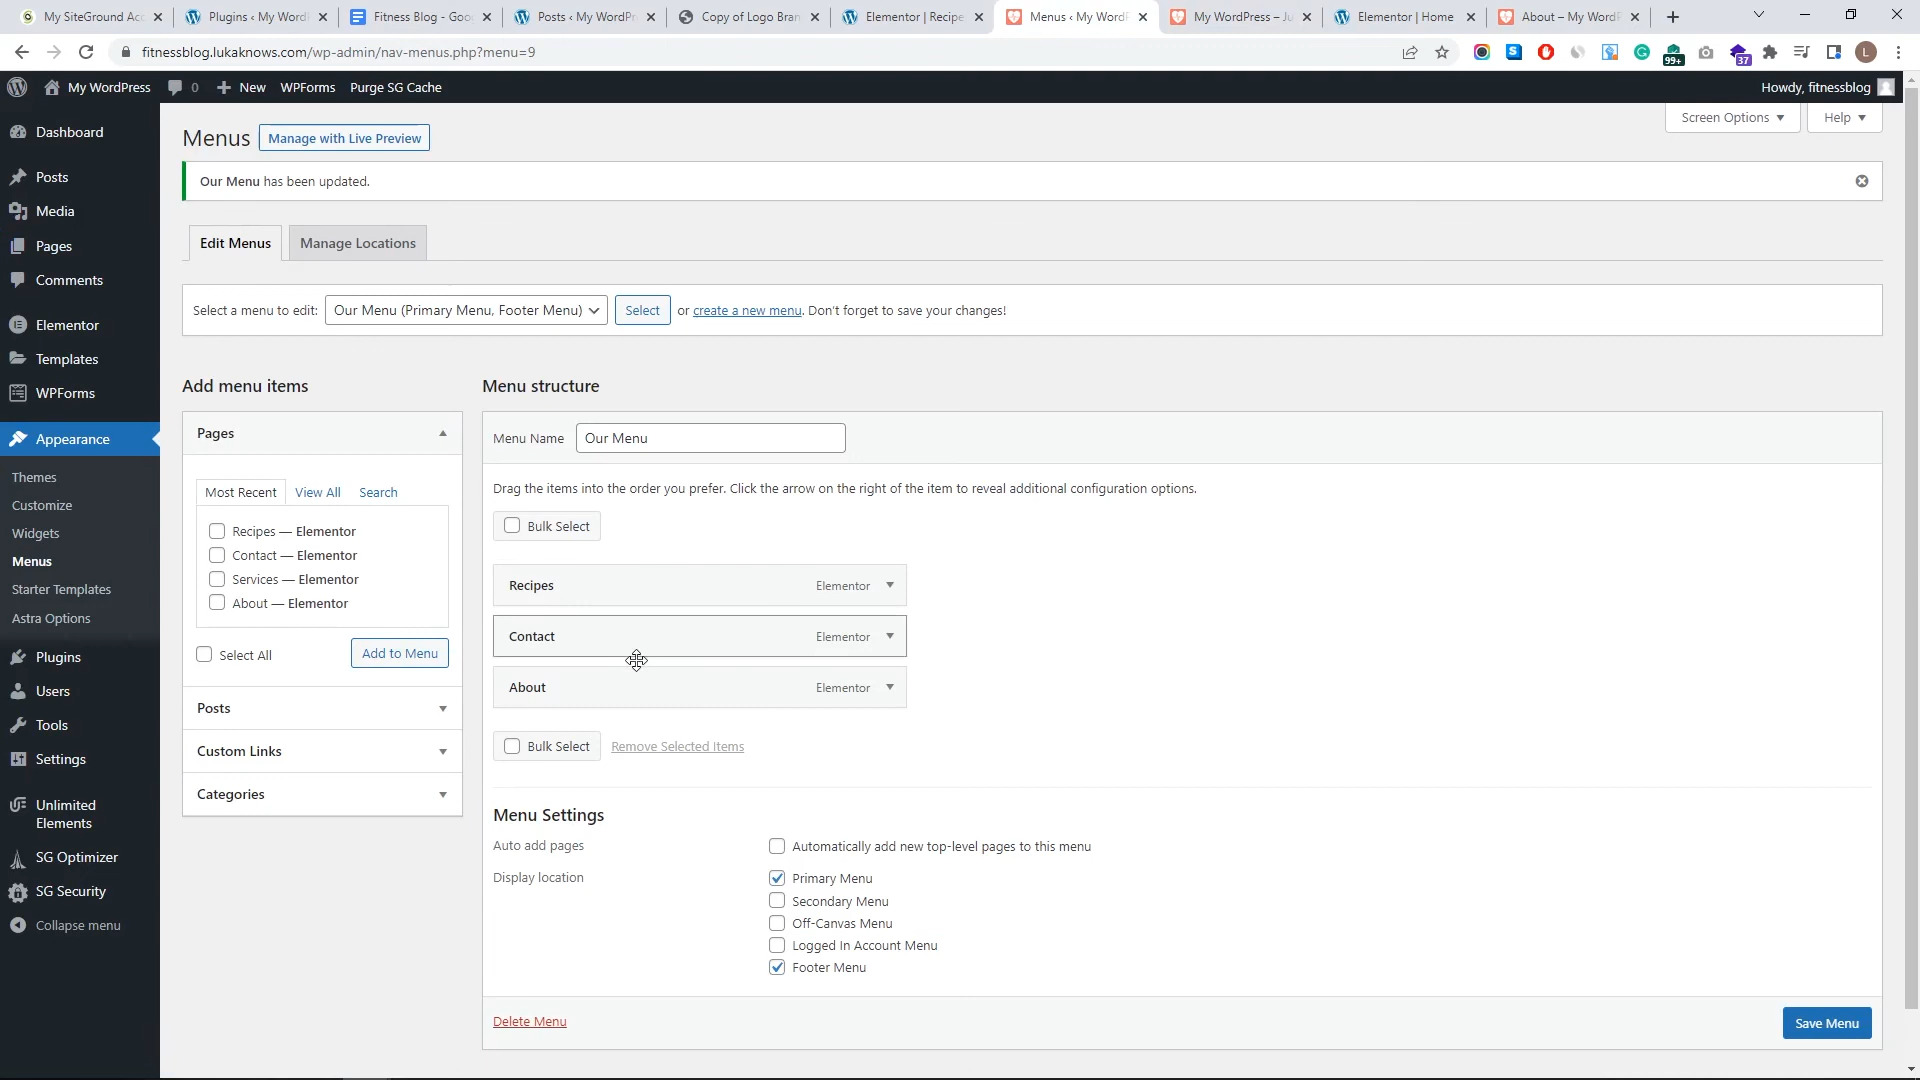 My SiteGround Acc
Plugins ‹ My WordP
Fitness Blog - Goo
Posts ‹ My WordPr
Copy of Logo Bran
Elementor | Recipe
Menus ‹ My WordP
My WordPress – Ju
Elementor | Home
About – My WordP
fitnessblog.lukaknows.com/wp-admin/nav-menus.php?menu=9
99+
37
L
My WordPress
0
New
WPForms
Purge SG Cache
Howdy, fitnessblog
Dashboard
Posts
Media
Pages
Comments
Elementor
Templates
WPForms
Appearance
Themes
Customize
Widgets
Menus
Starter Templates
Astra Options
Plugins
Users
Tools
Settings
Unlimited
Elements
SG Optimizer
SG Security
Collapse menu
Menus
Manage with Live Preview
Screen Options
Help
Our Menu has been updated.
Edit Menus
Manage Locations
Select a menu to edit: Our Menu (Primary Menu, Footer Menu) Select or create a new menu. Don't forget to save your changes!
Add menu items
Pages
Most Recent
View All
Search
Recipes — Elementor
Contact — Elementor
Services — Elementor
About — Elementor
Select All
Add to Menu
Posts
Custom Links
Categories
Menu structure
Menu Name Our Menu
Drag the items into the order you prefer. Click the arrow on the right of the item to reveal additional configuration options.
Bulk Select
Recipes Elementor
Contact Elementor
About Elementor
Bulk Select Remove Selected Items
Menu Settings
Auto add pages
Automatically add new top-level pages to this menu
Display location
Primary Menu
Secondary Menu
Off-Canvas Menu
Logged In Account Menu
Footer Menu
Delete Menu
Save Menu